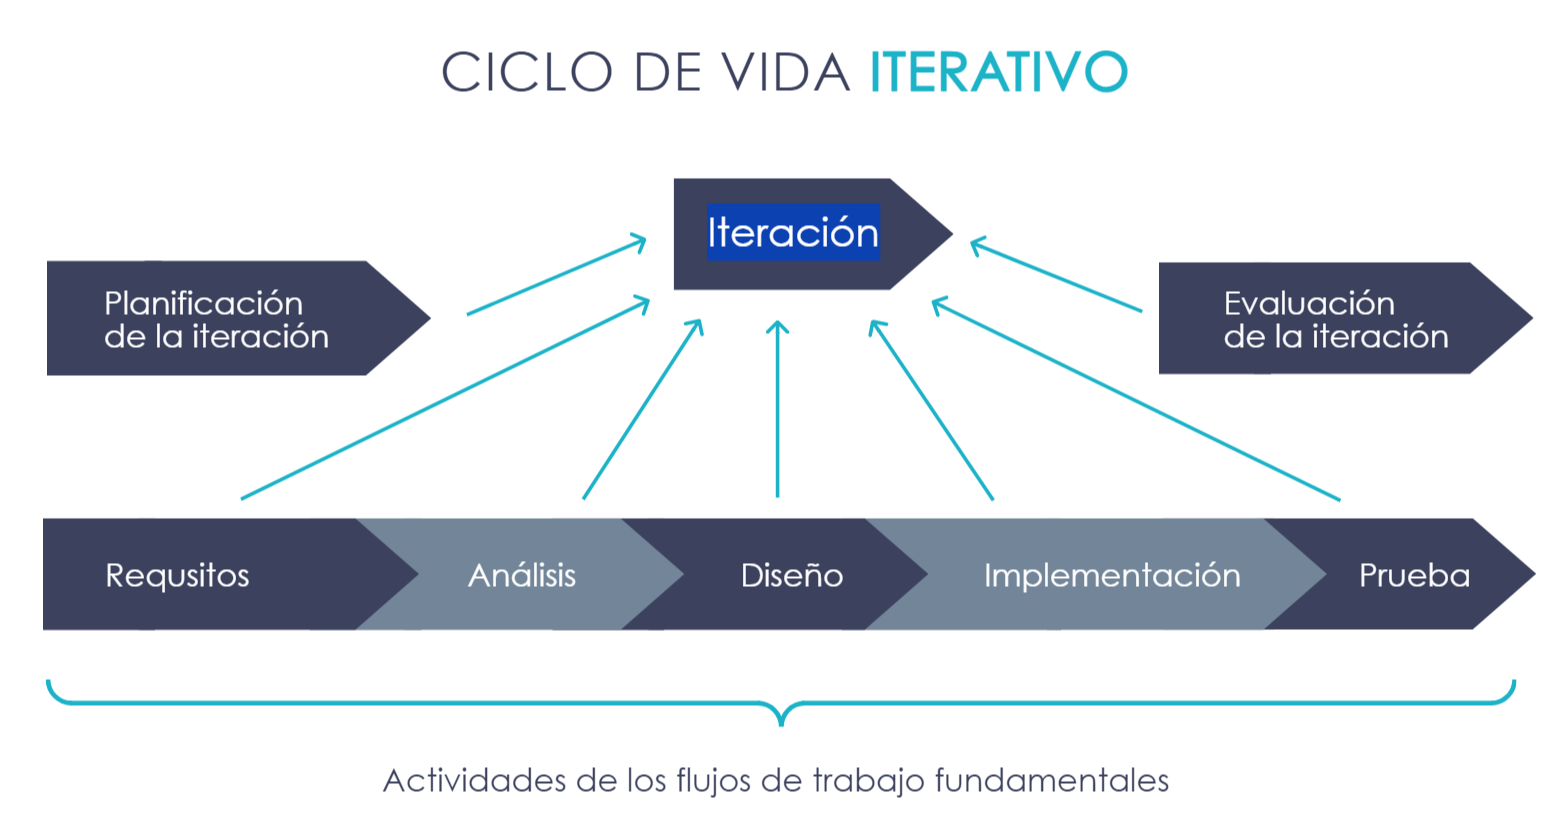 CICLO DE VIDA ITERATIVO
Iteración
Planificación
de la iteración
Evaluación
de la iteración
Requsitos
Análisis
Diseño
Implementación
Prueba
Actividades de los flujos de trabajo fundamentales